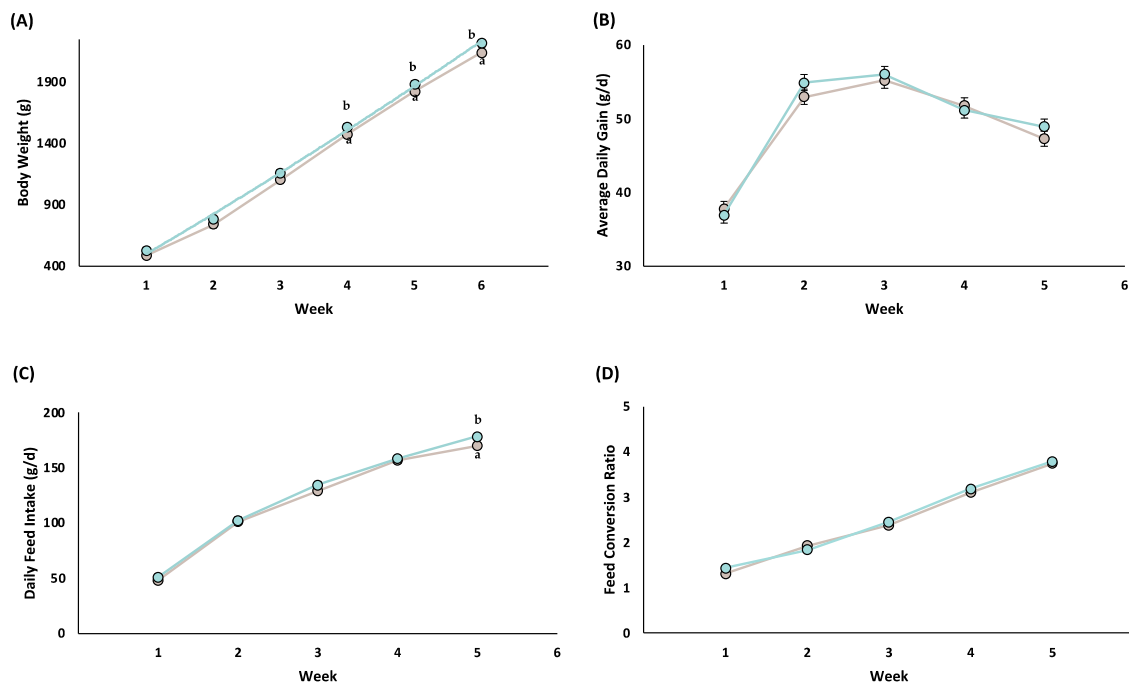 (A)
Body Weight (g)
1900
1400
900
400
b
b
b
a
a
a
1 2 3 4 5 6
Week
(B)
Average Daily Gain (g/d)
60
50
40
30
1 2 3 4 5 6
Week
(C)
Daily Feed Intake (g/d)
200
150
100
50
0
b
a
1 2 3 4 5 6
Week
(D)
Feed Conversion Ratio
5
4
3
2
1
0
1 2 3 4 5
Week